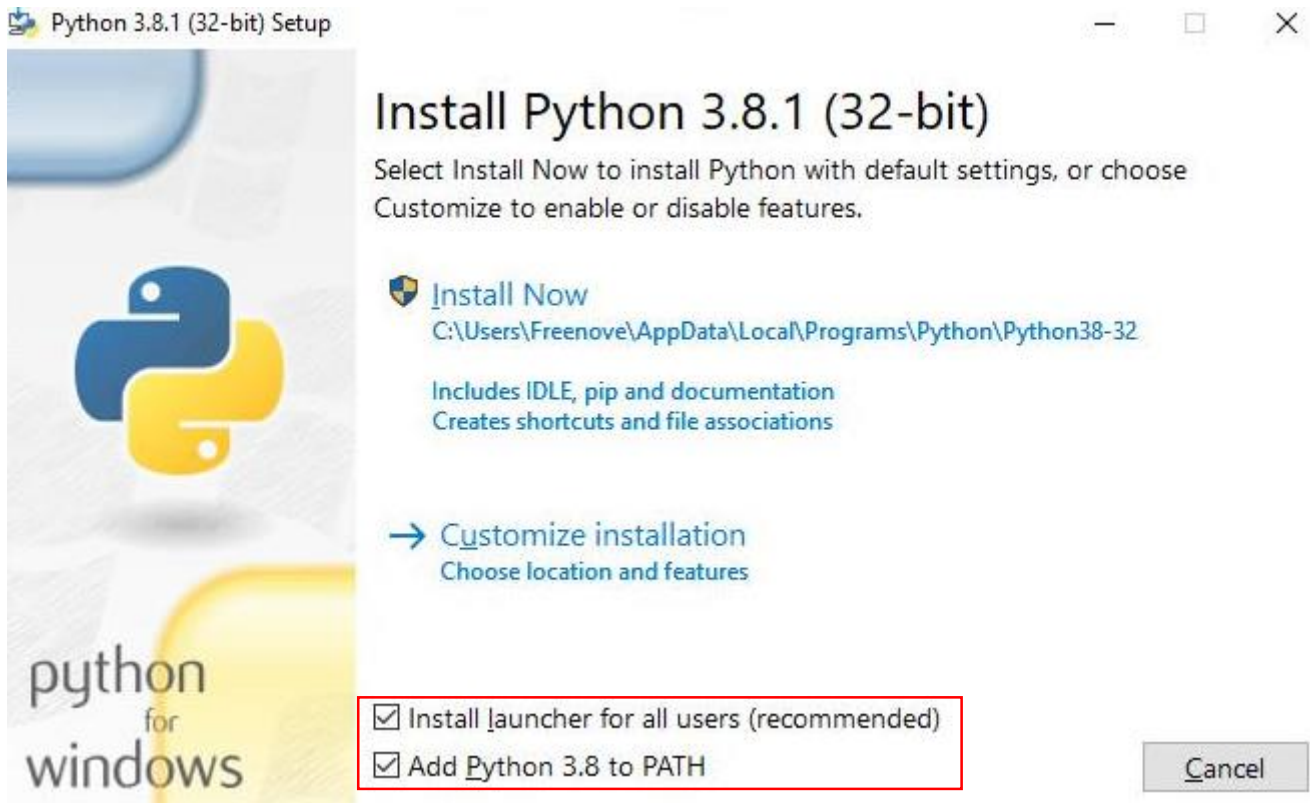 Python 3.8.1 (32-bit) Setup
Install Python 3.8.1 (32-bit)
Select Install Now to install Python with default settings, or choose
Customize to enable or disable features.
Install Now
C:\Users\Freenove\AppData\Local\Programs\Python\Python38-32
Includes IDLE, pip and documentation
Creates shortcuts and file associations
Customize installation
Choose location and features
python
for
windows
Install launcher for all users (recommended)
Add Python 3.8 to PATH
Cancel